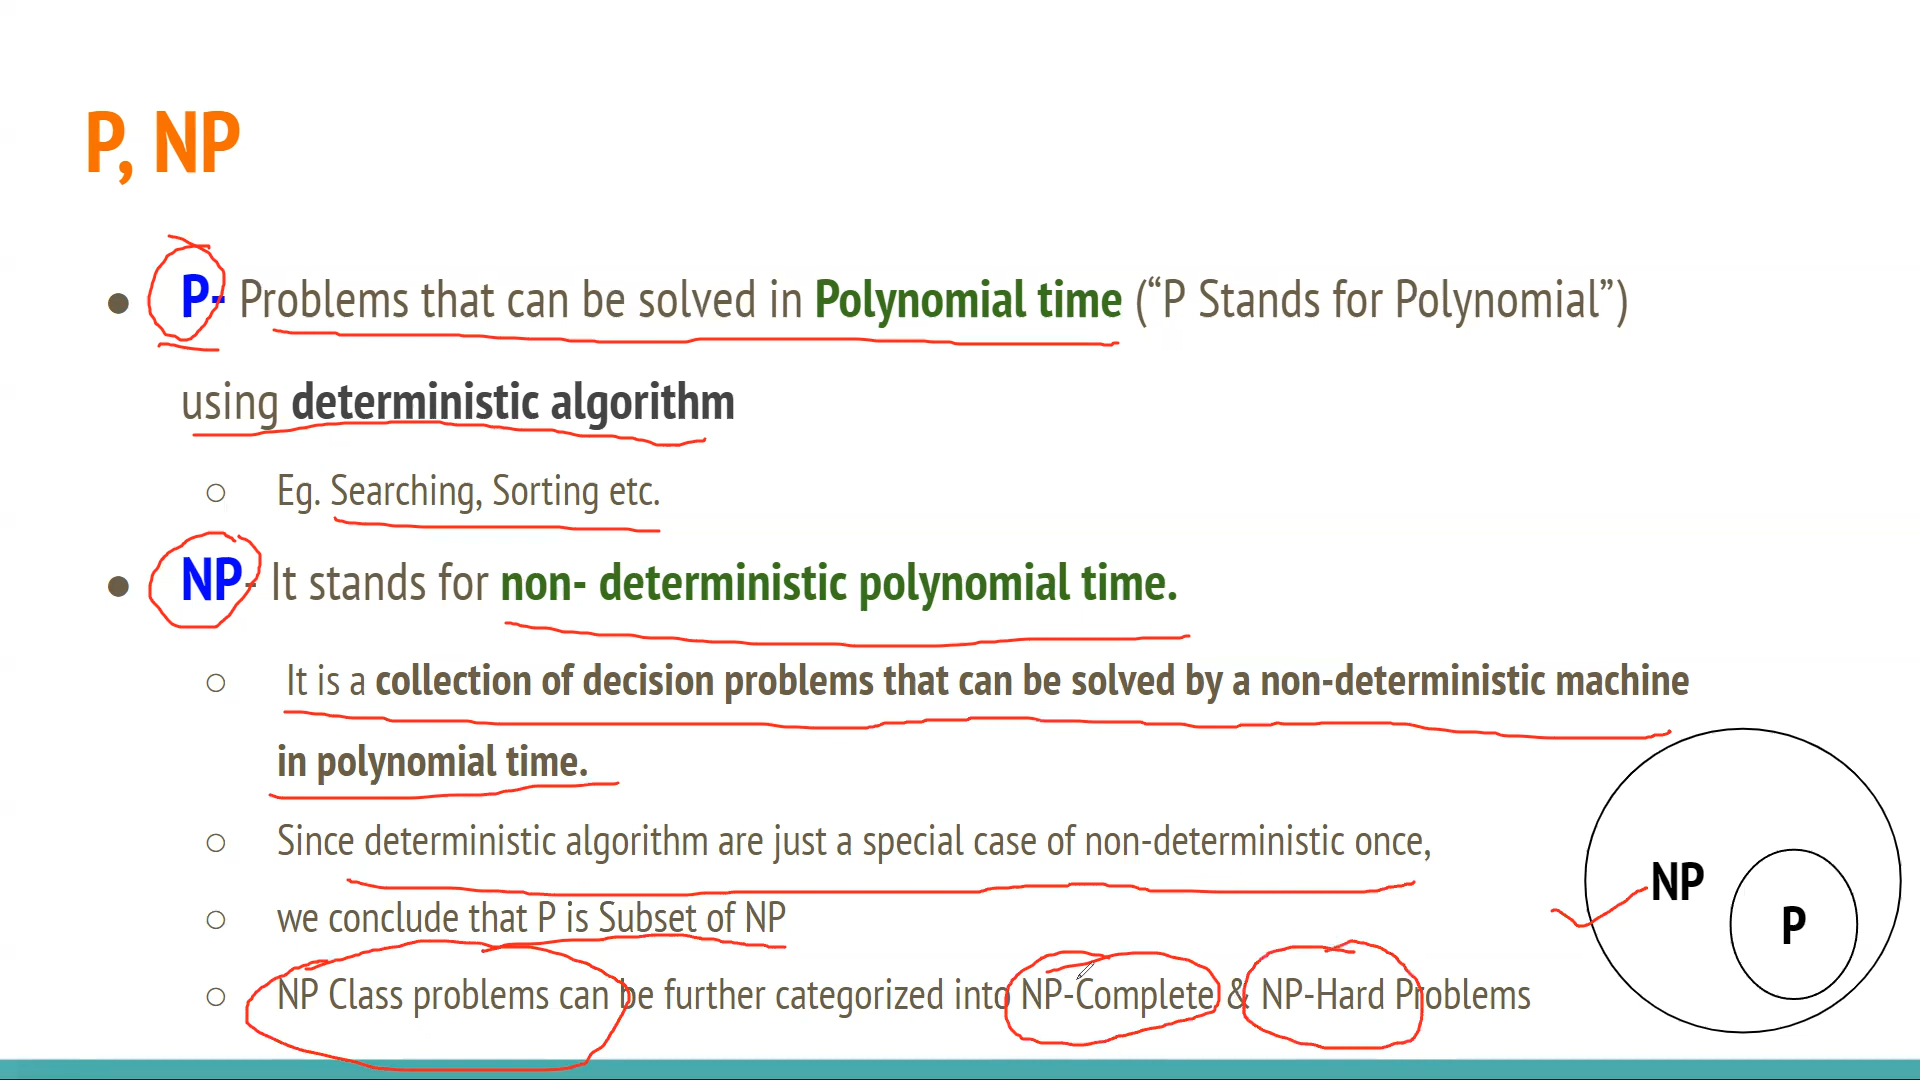 P, NP
● P- Problems that can be solved in Polynomial time (“P Stands for Polynomial”)
using deterministic algorithm
○ Eg. Searching, Sorting etc.
● NP- It stands for non- deterministic polynomial time.
○ It is a collection of decision problems that can be solved by a non-deterministic machine
in polynomial time.
○ Since deterministic algorithm are just a special case of non-deterministic once,
○ we conclude that P is Subset of NP
○ NP Class problems can be further categorized into NP-Complete & NP-Hard Problems
NP
P